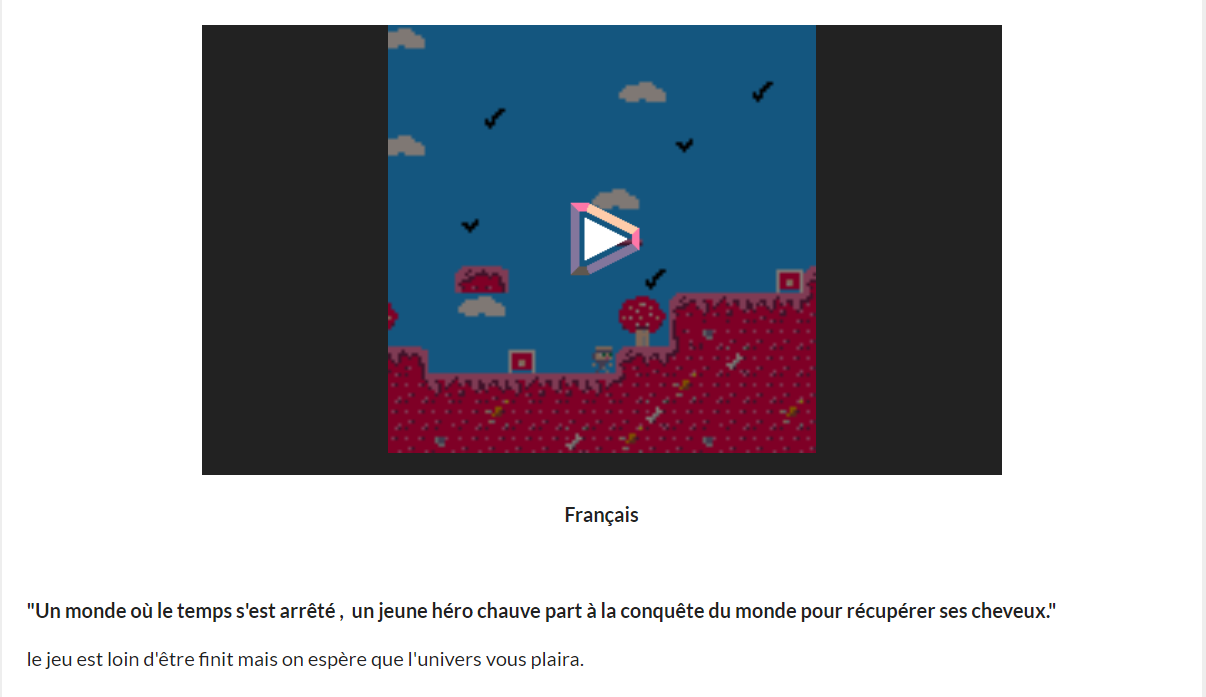 Français
"Un monde où le temps s'est arrêté ,  un jeune héro chauve part à la conquête du monde pour récupérer ses cheveux."
le jeu est loin d'être finit mais on espère que l'univers vous plaira.